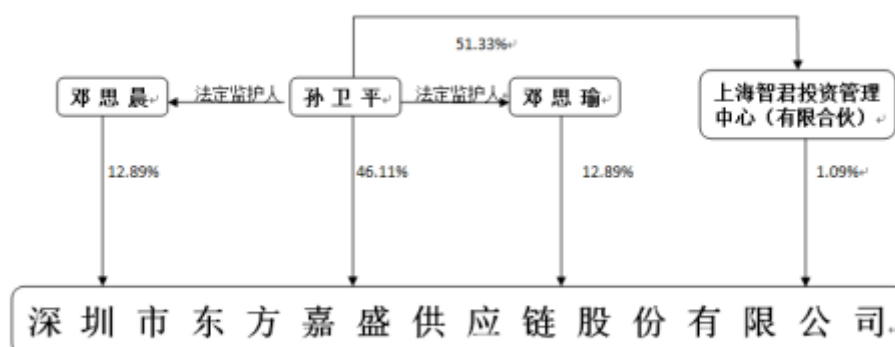 51.33%
邓思晨
法定监护人
孙卫平
法定监护人
邓思瑜
上海智君投资管理
中心（有限合伙）
12.89%
46.11%
12.89%
1.09%
深圳市东方嘉盛供应链股份有限公司